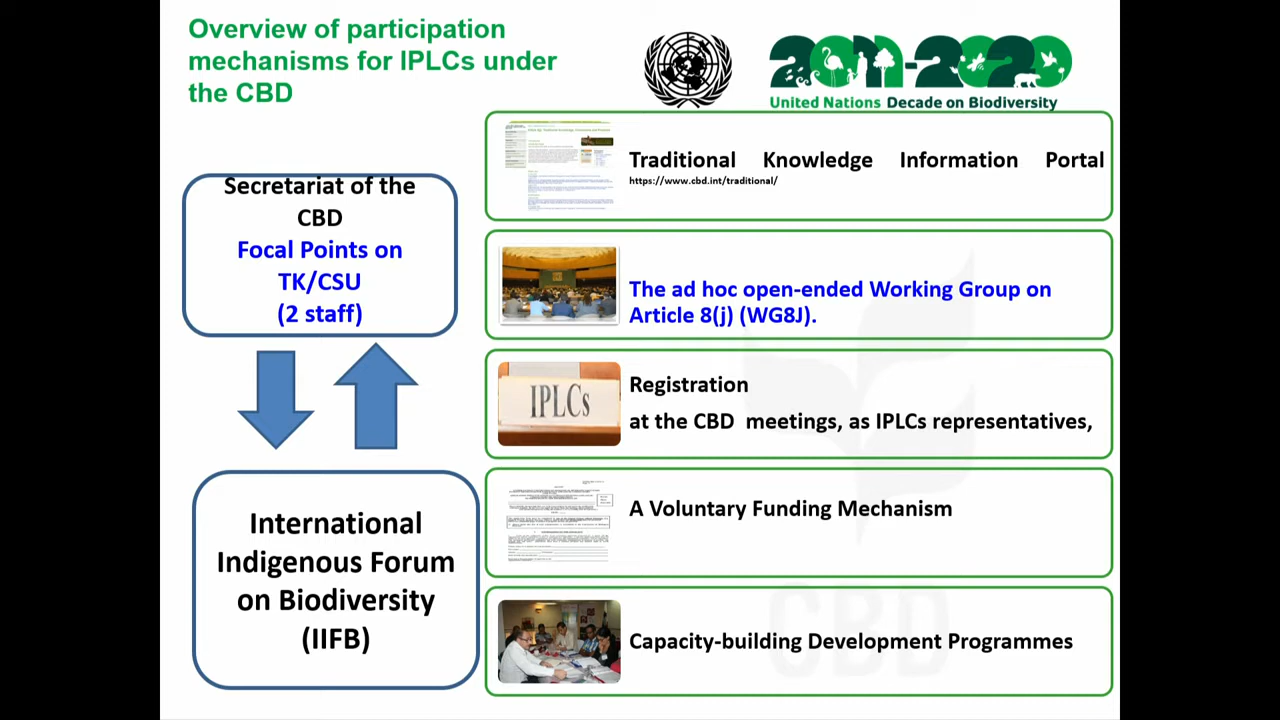 Overview of participation
mechanisms for IPLCs under
the CBD
2011-2020
United Nations Decade on Biodiversity
Secretariat of the
CBD
Focal Points on
TK/CSU
(2 staff)
International
Indigenous Forum
on Biodiversity
(IIFB)
Traditional Knowledge Information Portal
https://www.cbd.int/traditional/
The ad hoc open-ended Working Group on
Article 8(j) (WG8J).
IPLCs
Registration
at the CBD meetings, as IPLCs representatives,
A Voluntary Funding Mechanism
Capacity-building Development Programmes
CBD